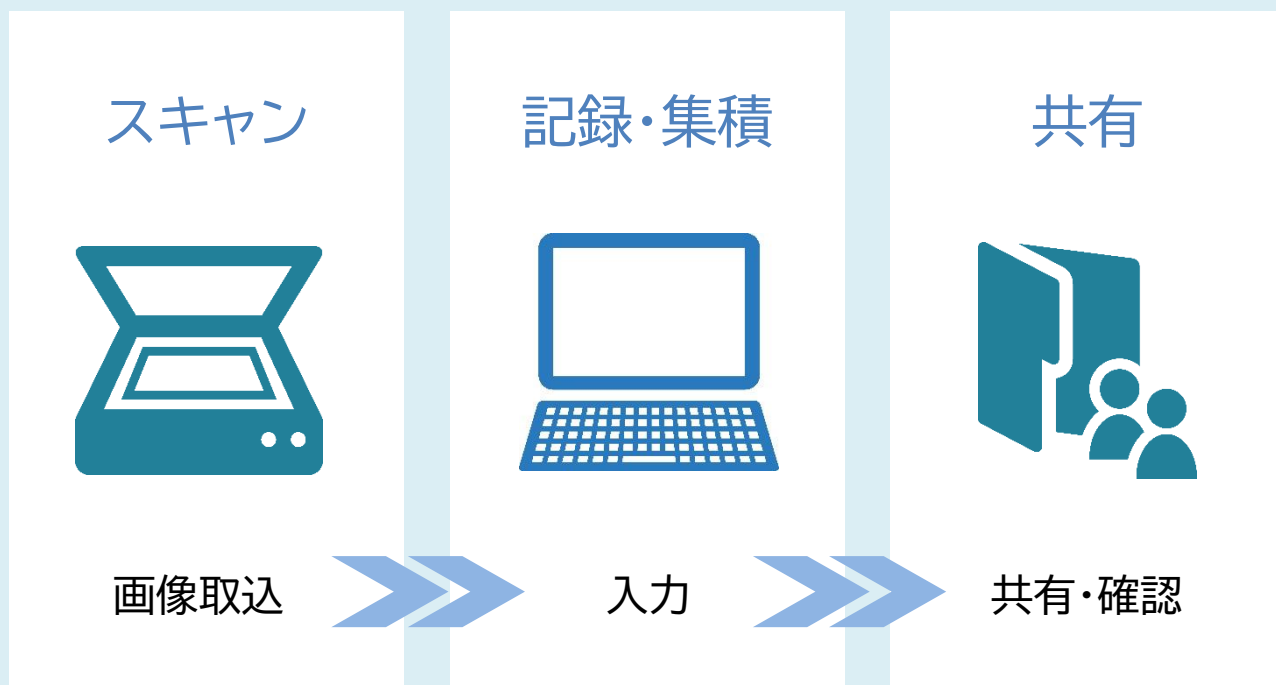 スキャン
記録・集積
共有
画像取込
入力
共有・確認